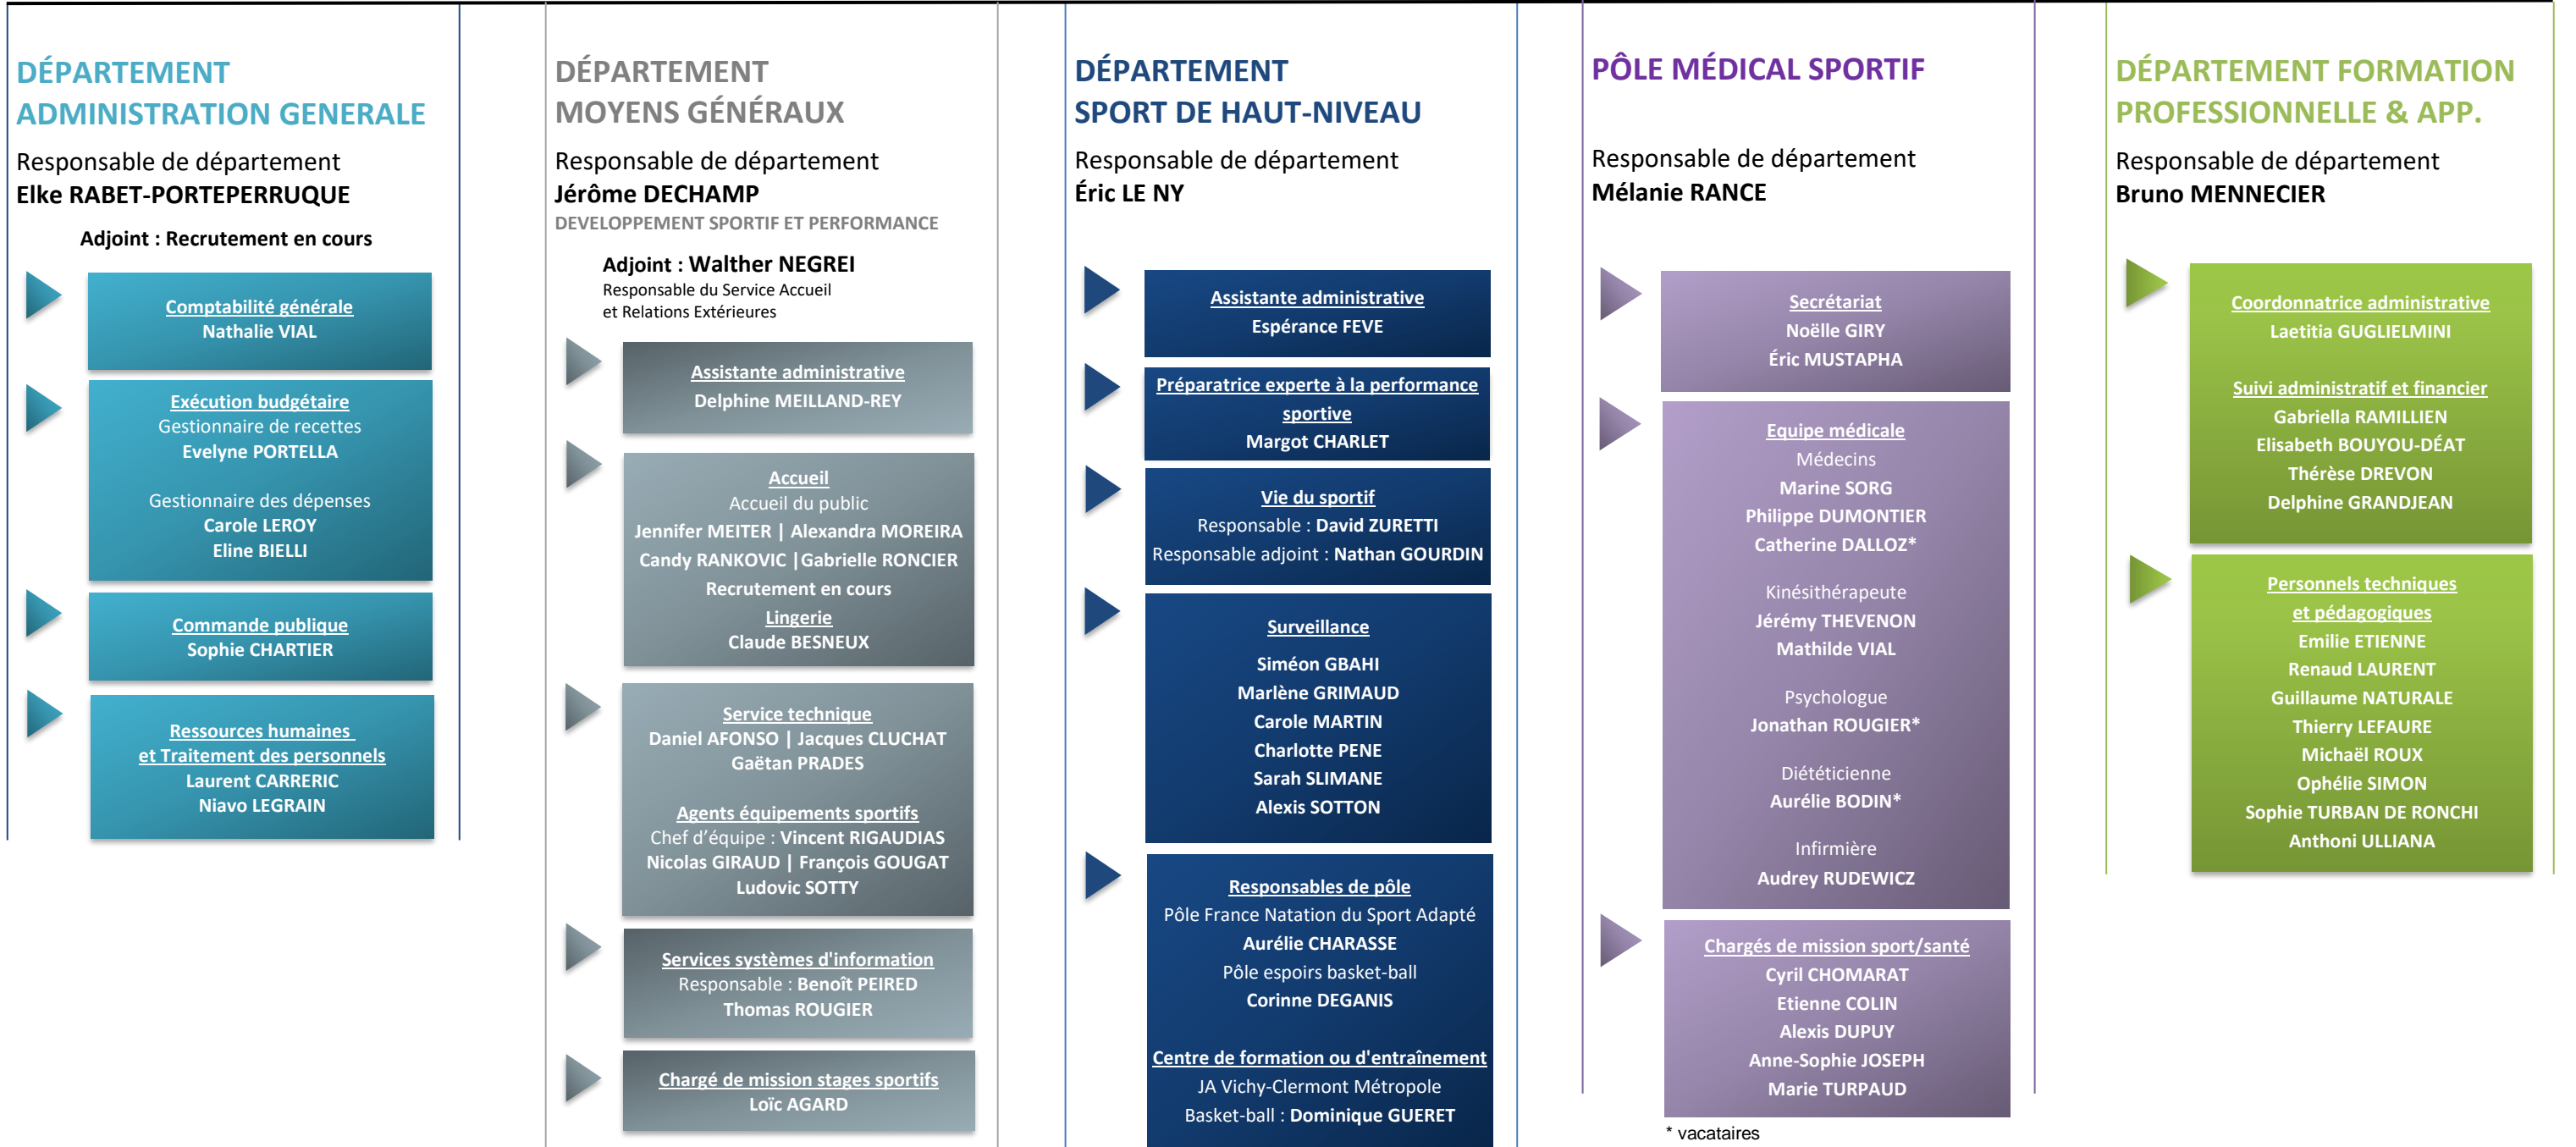 DÉPARTEMENT
ADMINISTRATION GENERALE
Responsable de département
Elke RABET-PORTEPERRUQUE
Adjoint : Recrutement en cours
Comptabilité générale
Nathalie VIAL
Exécution budgétaire
Gestionnaire de recettes
Evelyne PORTELLA
Gestionnaire des dépenses
Carole LEROY
Eline BIELLI
Commande publique
Sophie CHARTIER
Ressources humaines
et Traitement des personnels
Laurent CARRERIC
Niavo LEGRAIN
DÉPARTEMENT
MOYENS GÉNÉRAUX
Responsable de département
Jérôme DECHAMP
DEVELOPPEMENT SPORTIF ET PERFORMANCE
Adjoint : Walther NEGREI
Responsable du Service Accueil
et Relations Extérieures
Assistante administrative
Delphine MEILLAND-REY
Accueil
Accueil du public
Jennifer MEITER | Alexandra MOREIRA
Candy RANKOVIC |Gabrielle RONCIER
Recrutement en cours
Lingerie
Claude BESNEUX
Service technique
Daniel AFONSO | Jacques CLUCHAT
Gaëtan PRADES
Agents équipements sportifs
Chef d’équipe : Vincent RIGAUDIAS
Nicolas GIRAUD | François GOUGAT
Ludovic SOTTY
Services systèmes d'information
Responsable : Benoît PEIRED
Thomas ROUGIER
Chargé de mission stages sportifs
Loïc AGARD
DÉPARTEMENT
SPORT DE HAUT-NIVEAU
Responsable de département
Éric LE NY
Assistante administrative
Espérance FEVE
Préparatrice experte à la performance
sportive
Margot CHARLET
Vie du sportif
Responsable : David ZURETTI
Responsable adjoint : Nathan GOURDIN
Surveillance
Siméon GBAHI
Marlène GRIMAUD
Carole MARTIN
Charlotte PENE
Sarah SLIMANE
Alexis SOTTON
Responsables de pôle
Pôle France Natation du Sport Adapté
Aurélie CHARASSE
Pôle espoirs basket-ball
Corinne DEGANIS
Centre de formation ou d'entraînement
JA Vichy-Clermont Métropole
Basket-ball : Dominique GUERET
PÔLE MÉDICAL SPORTIF
Responsable de département
Mélanie RANCE
Secrétariat
Noëlle GIRY
Éric MUSTAPHA
Equipe médicale
Médecins
Marine SORG
Philippe DUMONTIER
Catherine DALLOZ*
Kinésithérapeute
Jérémy THEVENON
Mathilde VIAL
Psychologue
Jonathan ROUGIER*
Diététicienne
Aurélie BODIN*
Infirmière
Audrey RUDEWICZ
Chargés de mission sport/santé
Cyril CHOMARAT
Etienne COLIN
Alexis DUPUY
Anne-Sophie JOSEPH
Marie TURPAUD
* vacataires
DÉPARTEMENT FORMATION
PROFESSIONNELLE & APP.
Responsable de département
Bruno MENNECIER
Coordonnatrice administrative
Laetitia GUGLIELMINI
Suivi administratif et financier
Gabriella RAMILLIEN
Elisabeth BOUYOU-DÉAT
Thérèse DREVON
Delphine GRANDJEAN
Personnels techniques
et pédagogiques
Emilie ETIENNE
Renaud LAURENT
Guillaume NATURALE
Thierry LEFAURE
Michaël ROUX
Ophélie SIMON
Sophie TURBAN DE RONCHI
Anthoni ULLIANA